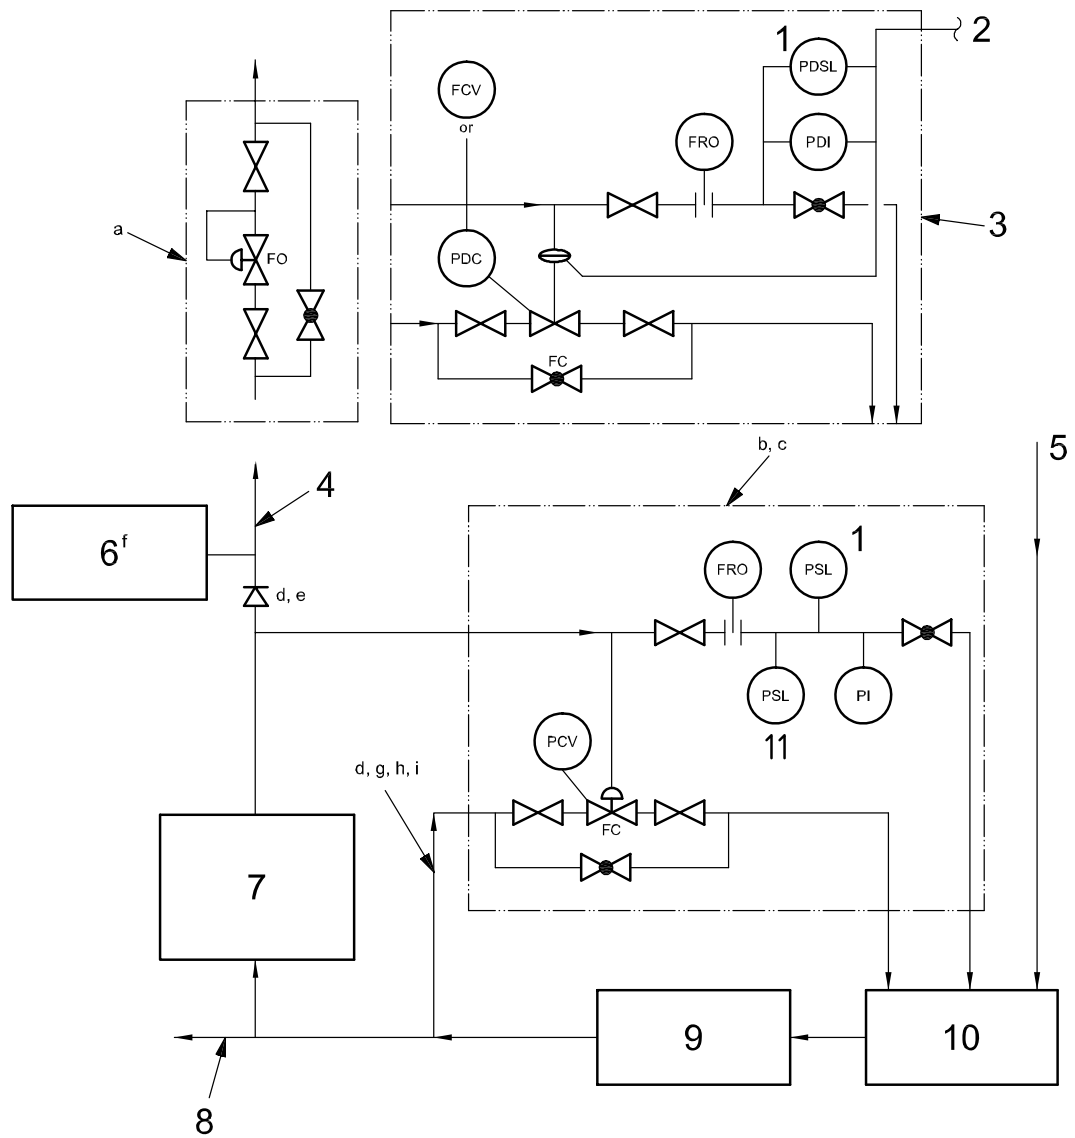 1
2
PDSL
FCV
or
FRO
PDI
3
a
FO
PDC
FC
b, c
5
4
6 f
1
FRO
PSL
d, e
PSL
PI
11
PCV
d, g, h, i
FC
7
9
10
8